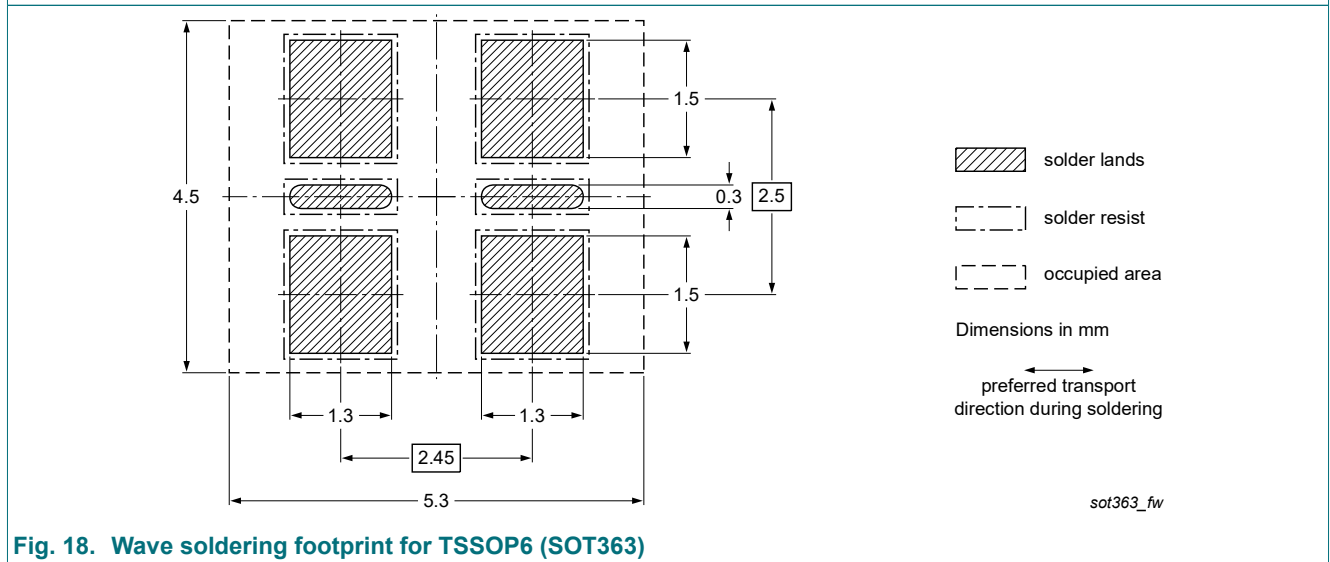 1.5
4.5
0.3
2.5
1.5
1.3
1.3
2.45
5.3
solder lands
solder resist
occupied area
Dimensions in mm
preferred transport
direction during soldering
sot363_fw
Fig. 18. Wave soldering footprint for TSSOP6 (SOT363)